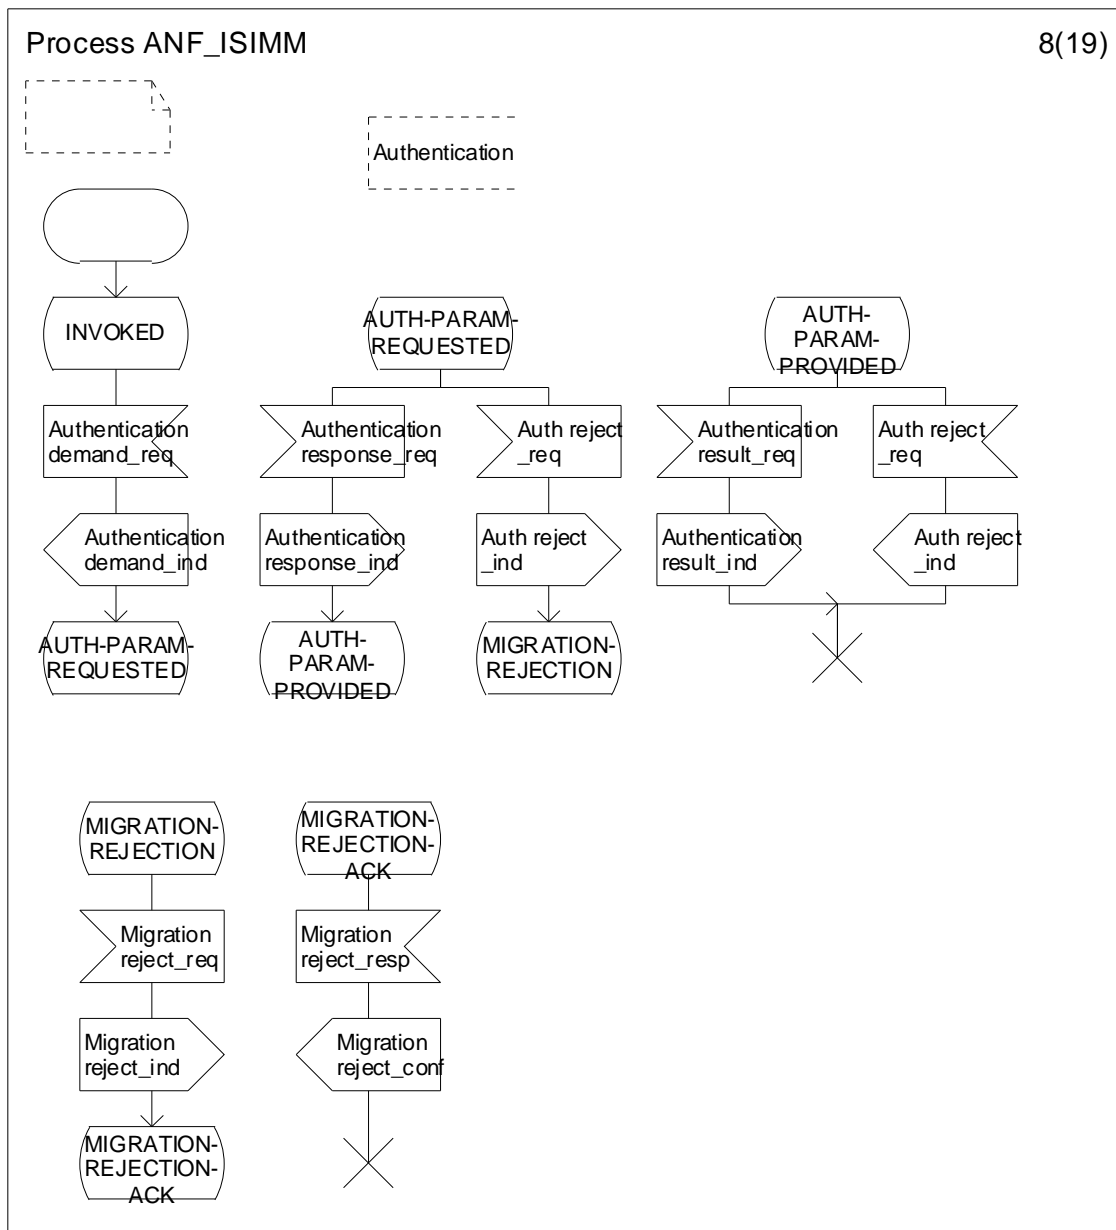 Process ANF_ISIMM
8(19)
Authentication
INVOKED
Authentication
demand_req
Authentication
demand_ind
AUTH-PARAM-
REQUESTED
AUTH-PARAM-
REQUESTED
Authentication
response_req
Authentication
response_ind
AUTH-
PARAM-
PROVIDED
Auth reject
_req
Auth reject
_ind
MIGRATION-
REJECTION
AUTH-
PARAM-
PROVIDED
Authentication
result_req
Authentication
result_ind
Auth reject
_req
Auth reject
_ind
MIGRATION-
REJECTION
Migration
reject_req
Migration
reject_ind
MIGRATION-
REJECTION-
ACK
MIGRATION-
REJECTION-
ACK
Migration
reject_resp
Migration
reject_conf